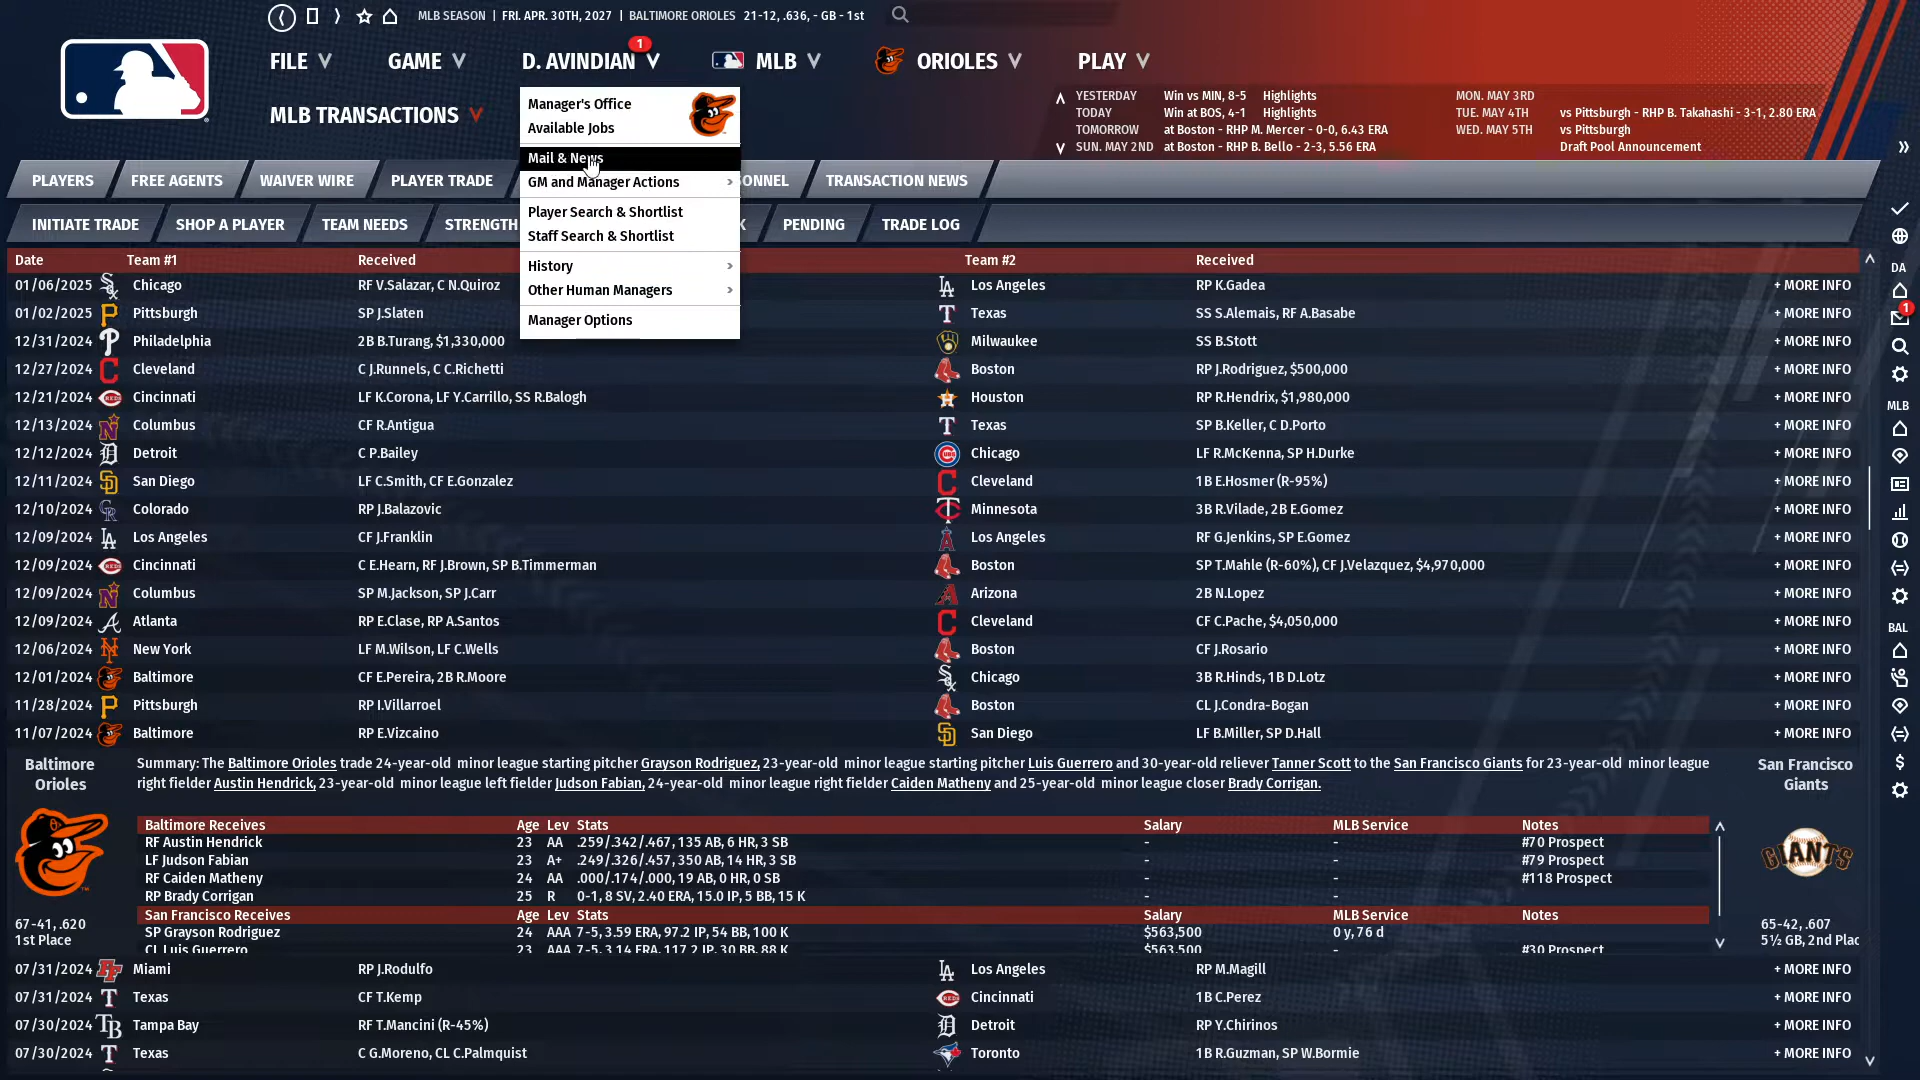 MLB SEASON | FRI. APR. 30TH, 2027 | BALTIMORE ORIOLES 21-12, .636, - GB - 1st
FILE GAME D. AVINDIAN 1 MLB ORIOLES PLAY
MLB TRANSACTIONS
YESTERDAY Win vs MIN, 8-5 Highlights
TODAY Win at BOS, 4-1 Highlights
TOMORROW at Boston - RHP M. Mercer - 0-0, 6.43 ERA
SUN. MAY 2ND at Boston - RHP B. Bello - 2-3, 5.56 ERA
MON. MAY 3RD
TUE. MAY 4TH vs Pittsburgh - RHP B. Takahashi - 3-1, 2.80 ERA
WED. MAY 5TH vs Pittsburgh
Draft Pool Announcement
Manager's Office
Available Jobs
Mail & News
GM and Manager Actions
Player Search & Shortlist
Staff Search & Shortlist
History
Other Human Managers
Manager Options
PLAYERS FREE AGENTS WAIVER WIRE PLAYER TRADE SONNEL TRANSACTION NEWS
INITIATE TRADE SHOP A PLAYER TEAM NEEDS STRENGTH K PENDING TRADE LOG
Date Team #1 Received Team #2 Received
01/06/2025 Chicago RF V.Salazar, C N.Quiroz Los Angeles RP K.Gadea + MORE INFO
01/02/2025 Pittsburgh SP J.Slaten Texas SS S.Alemais, RF A.Basabe + MORE INFO
12/31/2024 Philadelphia 2B B.Turang, $1,330,000 Milwaukee SS B.Stott + MORE INFO
12/27/2024 Cleveland C J.Runnels, C C.Richetti Boston RP J.Rodriguez, $500,000 + MORE INFO
12/21/2024 Cincinnati LF K.Corona, LF Y.Carrillo, SS R.Balogh Houston RP R.Hendrix, $1,980,000 + MORE INFO
12/13/2024 Columbus CF R.Antigua Texas SP B.Keller, C D.Porto + MORE INFO
12/12/2024 Detroit C P.Bailey Chicago LF R.McKenna, SP H.Durke + MORE INFO
12/11/2024 San Diego LF C.Smith, CF E.Gonzalez Cleveland 1B E.Hosmer (R-95%) + MORE INFO
12/10/2024 Colorado RP J.Balazovic Minnesota 3B R.Vilade, 2B E.Gomez + MORE INFO
12/09/2024 Los Angeles CF J.Franklin Los Angeles RF G.Jenkins, SP E.Gomez + MORE INFO
12/09/2024 Cincinnati C E.Hearn, RF J.Brown, SP B.Timmerman Boston SP T.Mahle (R-60%), CF J.Velazquez, $4,970,000 + MORE INFO
12/09/2024 Columbus SP M.Jackson, SP J.Carr Arizona 2B N.Lopez + MORE INFO
12/09/2024 Atlanta RP E.Clase, RP A.Santos Cleveland CF C.Pache, $4,050,000 + MORE INFO
12/06/2024 New York LF M.Wilson, LF C.Wells Boston CF J.Rosario + MORE INFO
12/01/2024 Baltimore CF E.Pereira, 2B R.Moore Chicago 3B R.Hinds, 1B D.Lotz + MORE INFO
11/28/2024 Pittsburgh RP I.Villarroel Boston CL J.Condra-Bogan + MORE INFO
11/07/2024 Baltimore RP E.Vizcaino San Diego LF B.Miller, SP D.Hall + MORE INFO
Baltimore Orioles
Summary: The Baltimore Orioles trade 24-year-old minor league starting pitcher Grayson Rodriguez, 23-year-old minor league starting pitcher Luis Guerrero and 30-year-old reliever Tanner Scott to the San Francisco Giants for 23-year-old minor league
right fielder Austin Hendrick, 23-year-old minor league left fielder Judson Fabian, 24-year-old minor league right fielder Caiden Matheny and 25-year-old minor league closer Brady Corrigan.
San Francisco Giants
Baltimore Receives Age Lev Stats Salary MLB Service Notes
RF Austin Hendrick 23 AA .259/.342/.467, 135 AB, 6 HR, 3 SB - - #70 Prospect
LF Judson Fabian 23 A+ .249/.326/.457, 350 AB, 14 HR, 3 SB - - #79 Prospect
RF Caiden Matheny 24 AA .000/.174/.000, 19 AB, 0 HR, 0 SB - - #118 Prospect
RP Brady Corrigan 25 R 0-1, 8 SV, 2.40 ERA, 15.0 IP, 5 BB, 15 K - -
San Francisco Receives Age Lev Stats Salary MLB Service Notes
SP Grayson Rodriguez 24 AAA 7-5, 3.59 ERA, 97.2 IP, 54 BB, 100 K $563,500 0 y, 76 d
CL Luis Guerrero 23 AAA 7-5, 3.14 ERA, 117.2 IP, 30 BB, 88 K $563,500 - #30 Prospect
67-41, .620
1st Place
65-42, .607
5½ GB, 2nd Plac
07/31/2024 Miami RP J.Rodulfo Los Angeles RP M.Magill + MORE INFO
07/31/2024 Texas CF T.Kemp Cincinnati 1B C.Perez + MORE INFO
07/30/2024 Tampa Bay RF T.Mancini (R-45%) Detroit RP Y.Chirinos + MORE INFO
07/30/2024 Texas C G.Moreno, CL C.Palmquist Toronto 1B R.Guzman, SP W.Bormie + MORE INFO
DA
1
MLB
BAL
$